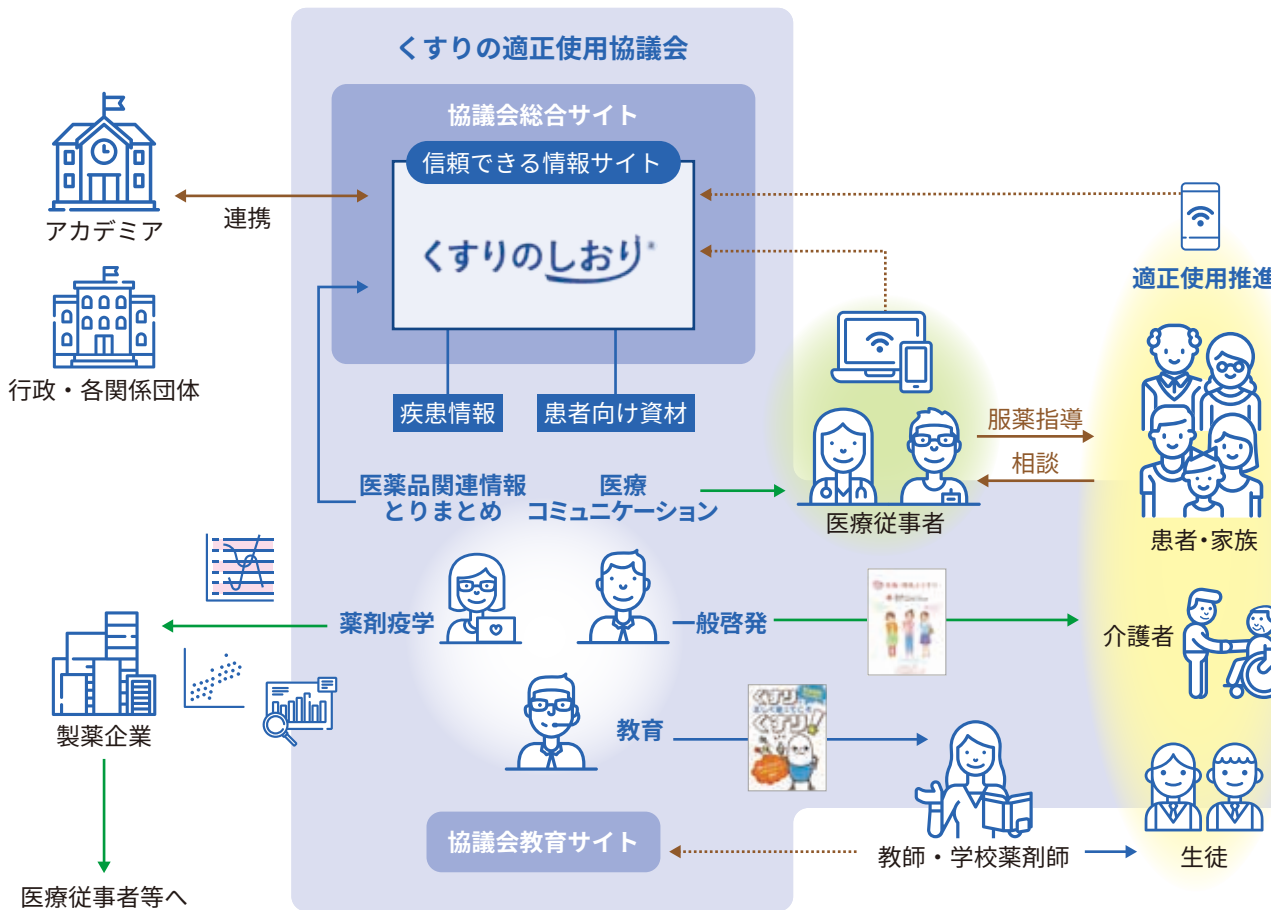 くすりの適正使用協議会
協議会総合サイト
信頼できる情報サイト
くすりのしおり®
アカデミア
連携
行政・各関係団体
適正使用推進
疾患情報
患者向け資材
服薬指導
相談
医薬品関連情報
とりまとめ
医療
コミュニケーション
医療従事者
患者・家族
薬剤疫学
一般啓発
介護者
製薬企業
教育
くすり
くすり!
協議会教育サイト
教師・学校薬剤師
生徒
医療従事者等へ